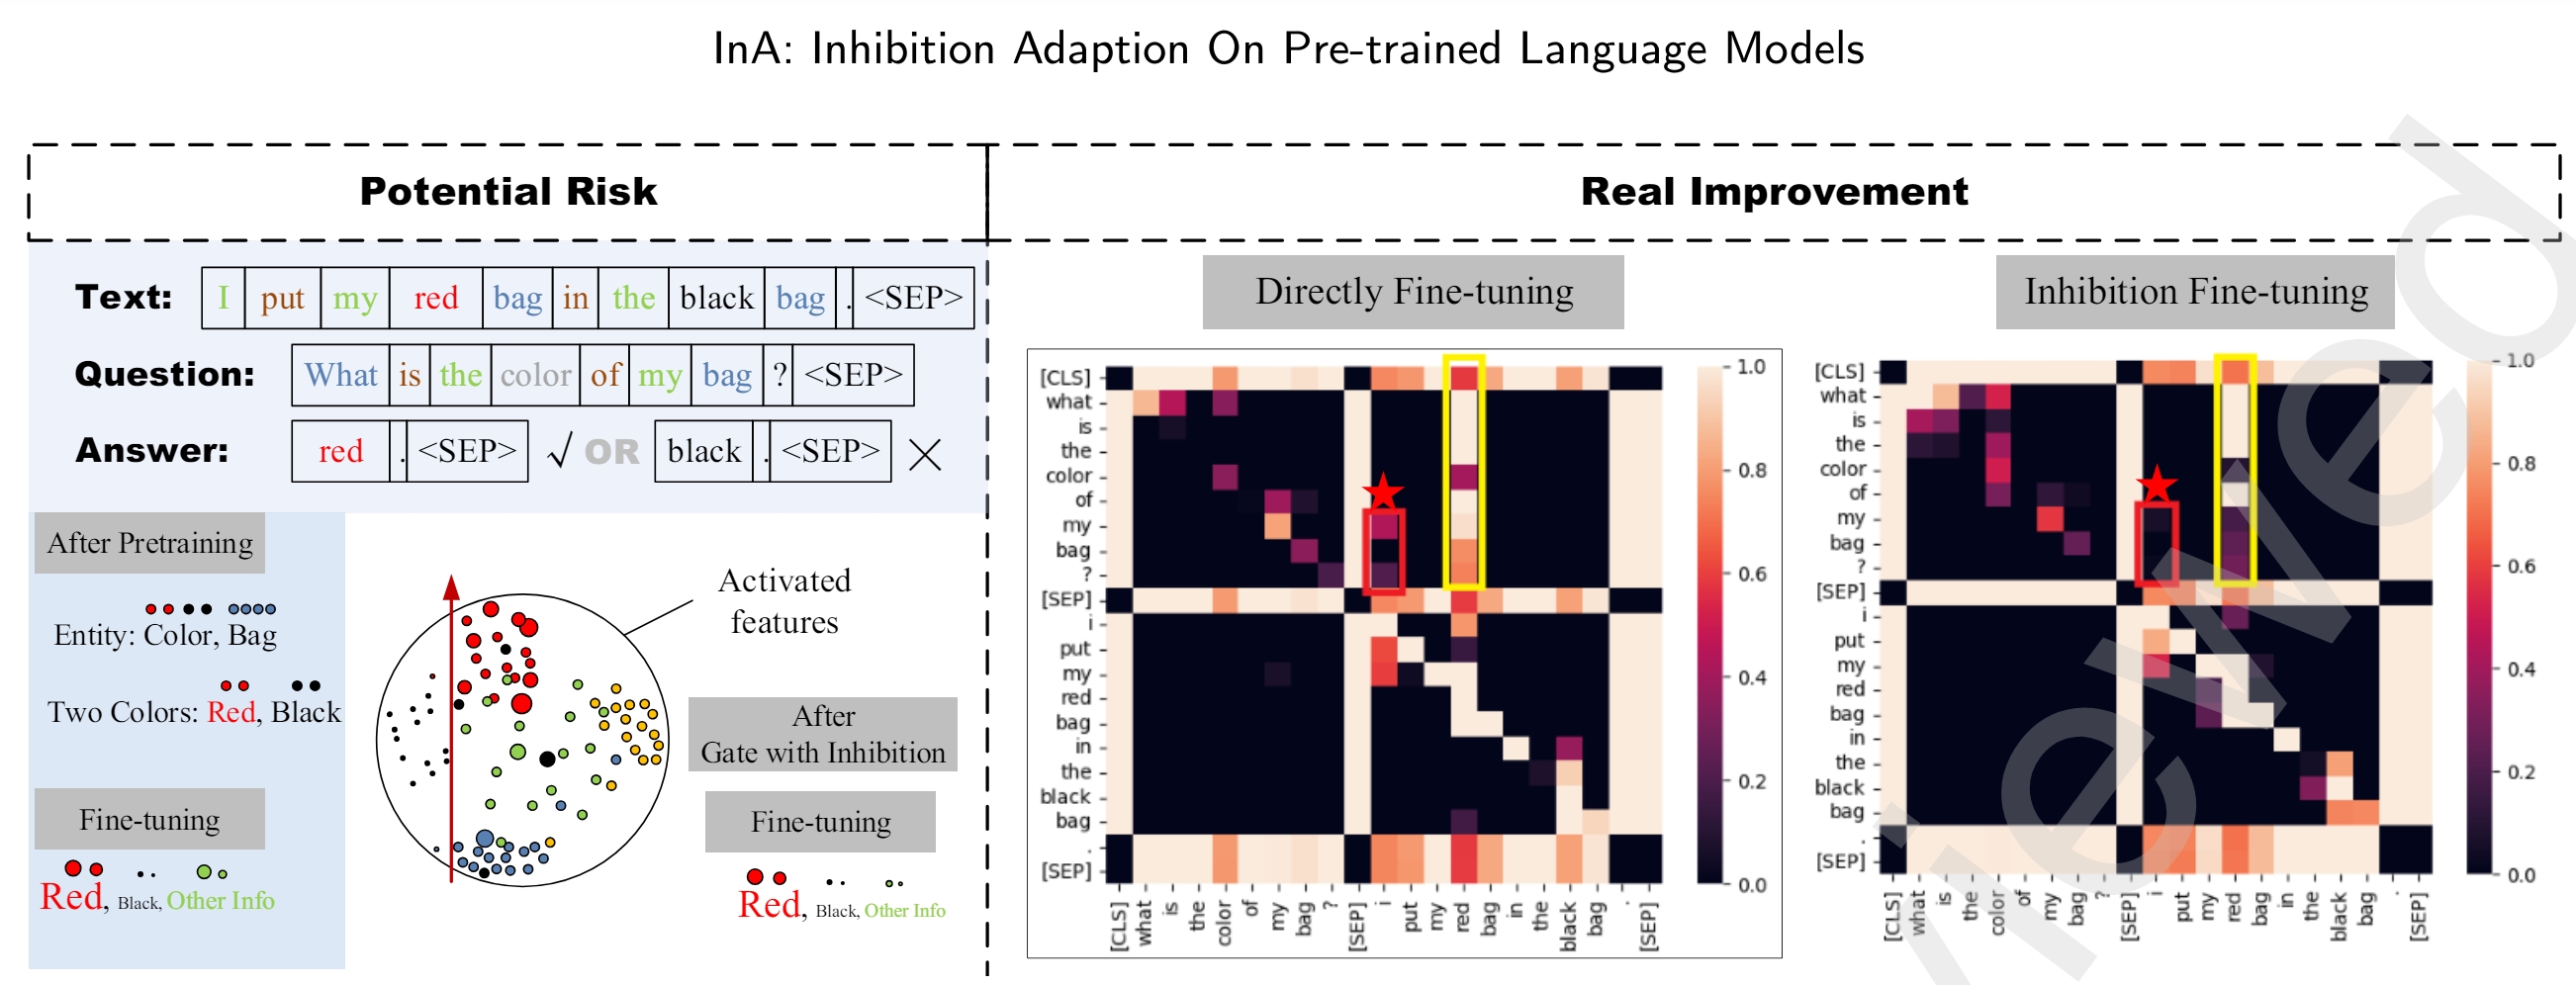 InA: Inhibition Adaption On Pre-trained Language Models
Potential Risk
Real Improvement
Text: I put my red bag in the black bag . <SEP>
Question: What is the color of my bag ? <SEP>
Answer: red . <SEP> √ OR black . <SEP> ×
After Pretraining
Entity: Color, Bag
Two Colors: Red, Black
Fine-tuning
Red, Black, Other Info
Activated
features
After
Gate with Inhibition
Fine-tuning
Red, Black, Other Info
Directly Fine-tuning
[CLS]
what
is
the
color
of
my
bag
?
[SEP]
i
put
my
red
bag
in
the
black
bag
.
[SEP]
[CLS]
what
is
the
color
of
my
bag
?
[SEP]
i
put
my
red
bag
in
the
black
bag
.
[SEP]
1.0
0.8
0.6
0.4
0.2
0.0
Inhibition Fine-tuning
[CLS]
what
is
the
color
of
my
bag
?
[SEP]
i
put
my
red
bag
in
the
black
bag
.
[SEP]
[CLS]
what
is
the
color
of
my
bag
?
[SEP]
i
put
my
red
bag
in
the
black
bag
.
[SEP]
1.0
0.8
0.6
0.4
0.2
0.0
iewed